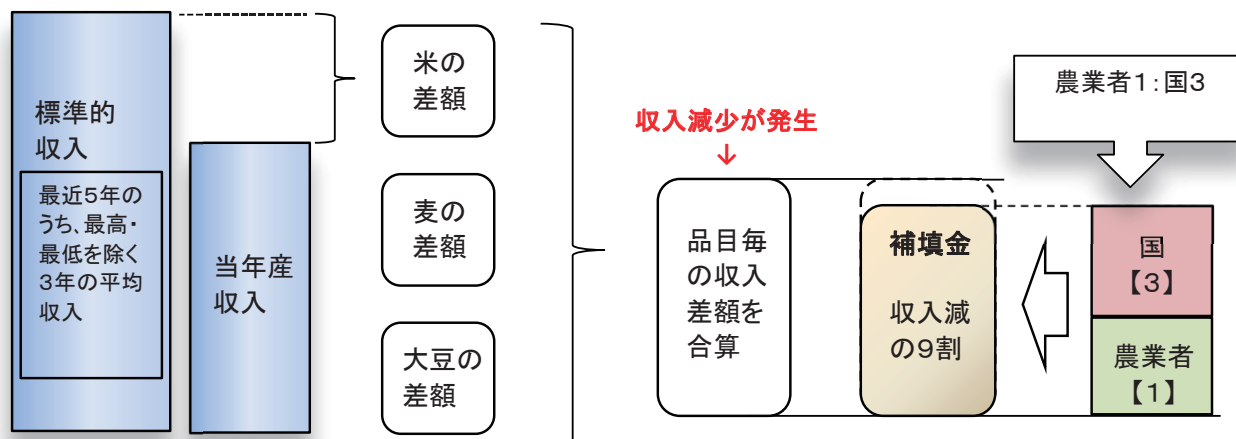 標準的
収入
最近5年の
うち、最高・
最低を除く
3年の平均
収入
当年産
収入
米の
差額
麦の
差額
大豆の
差額
収入減少が発生
↓
品目毎
の収入
差額を
合算
補填金
収入減
の9割
農業者1：国3
国
【3】
農業者
【1】